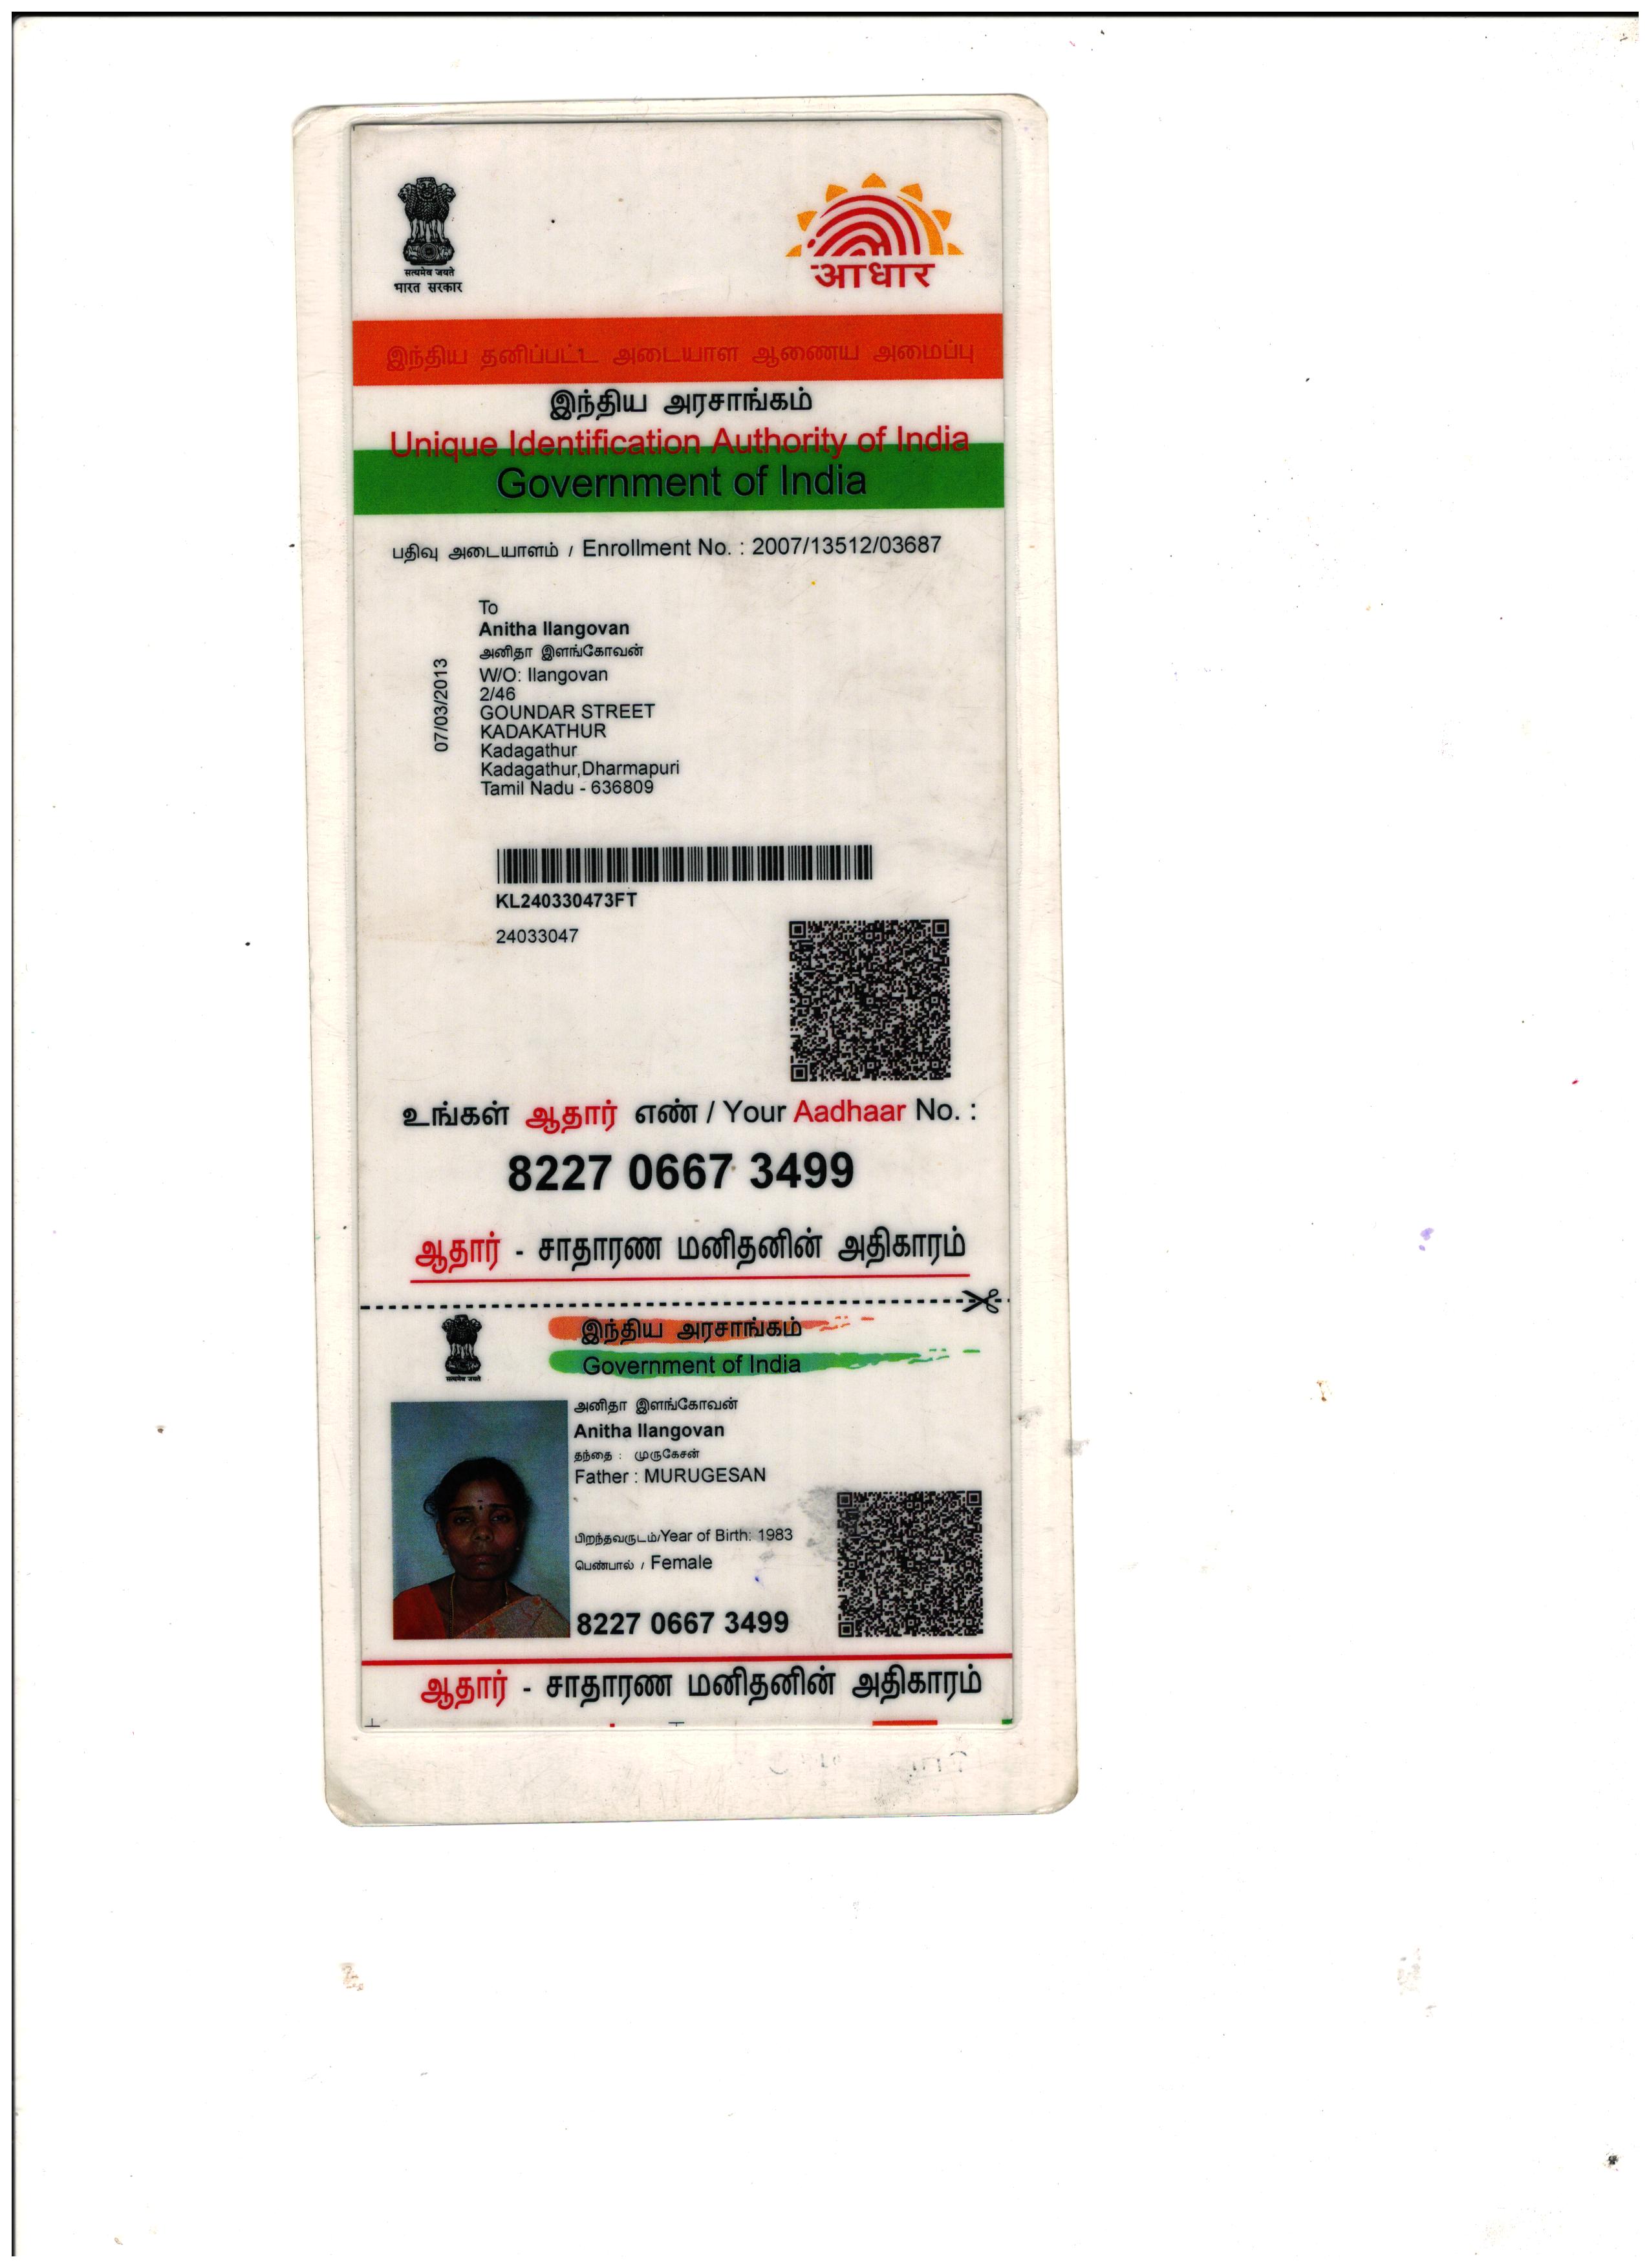 सत्यमेव जयते
भारत सरकार
आधार
இந்திய தனிப்பட்ட அடையாள ஆணைய அமைப்பு
இந்திய அரசாங்கம்
Unique Identification Authority of India
Government of India
பதிவு அடையாளம் / Enrollment No. : 2007/13512/03687
07/03/2013
To
Anitha Ilangovan
அனிதா இளங்கோவன்
W/O: Ilangovan
2/46
GOUNDAR STREET
KADAKATHUR
Kadagathur
Kadagathur,Dharmapuri
Tamil Nadu - 636809
KL240330473FT
24033047
உங்கள் ஆதார் எண் / Your Aadhaar No. :
8227 0667 3499
ஆதார் - சாதாரண மனிதனின் அதிகாரம்
सत्यमेव जयते
இந்திய அரசாங்கம்
Government of India
அனிதா இளங்கோவன்
Anitha Ilangovan
தந்தை : முருகேசன்
Father : MURUGESAN
பிறந்தவருடம்/Year of Birth: 1983
பெண்பால் / Female
8227 0667 3499
ஆதார் - சாதாரண மனிதனின் அதிகாரம்